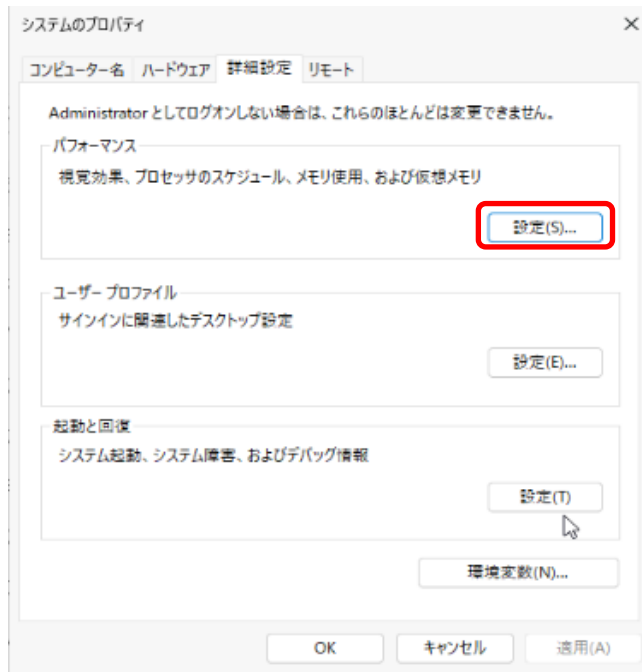 システムのプロパティ
コンピューター名 ハードウェア 詳細設定 リモート
Administrator としてログオンしない場合は、これらのほとんどは変更できません。
パフォーマンス
視覚効果、プロセッサのスケジュール、メモリ使用、および仮想メモリ
設定(S)...
ユーザー プロファイル
サインインに関連したデスクトップ設定
設定(E)...
起動と回復
システム起動、システム障害、およびデバッグ情報
設定(T)
環境変数(N)...
OK キャンセル 適用(A)